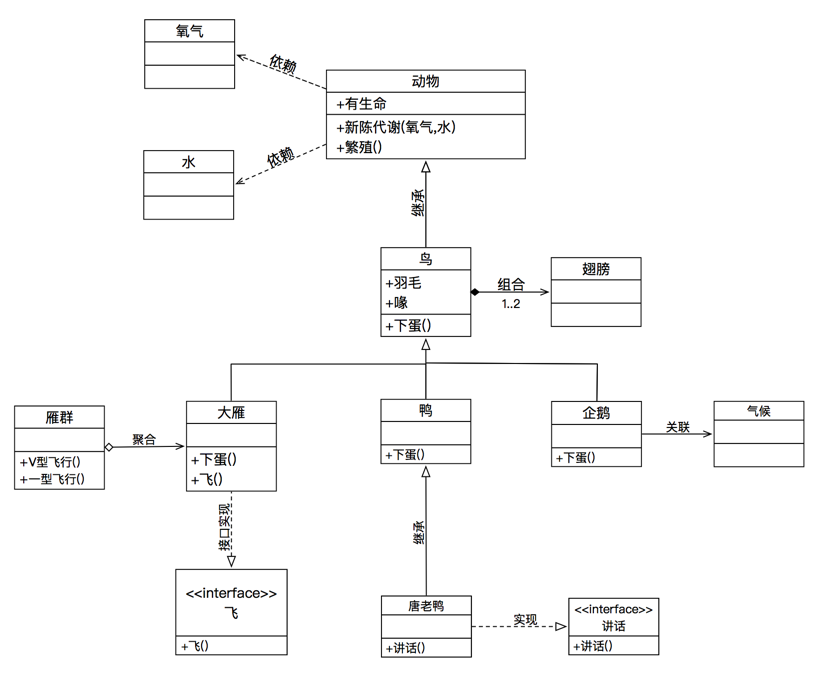 氧气
依赖
动物
+有生命
+新陈代谢(氧气,水)
+繁殖()
水
依赖
继承
鸟
+羽毛
+喙
+下蛋()
组合
1..2
翅膀
雁群
+V型飞行()
+一型飞行()
聚合
大雁
+下蛋()
+飞()
鸭
+下蛋()
企鹅
+下蛋()
关联
气候
接口实现
继承
<<interface>>
飞
+飞()
唐老鸭
+讲话()
实现
<<interface>>
讲话
+讲话()